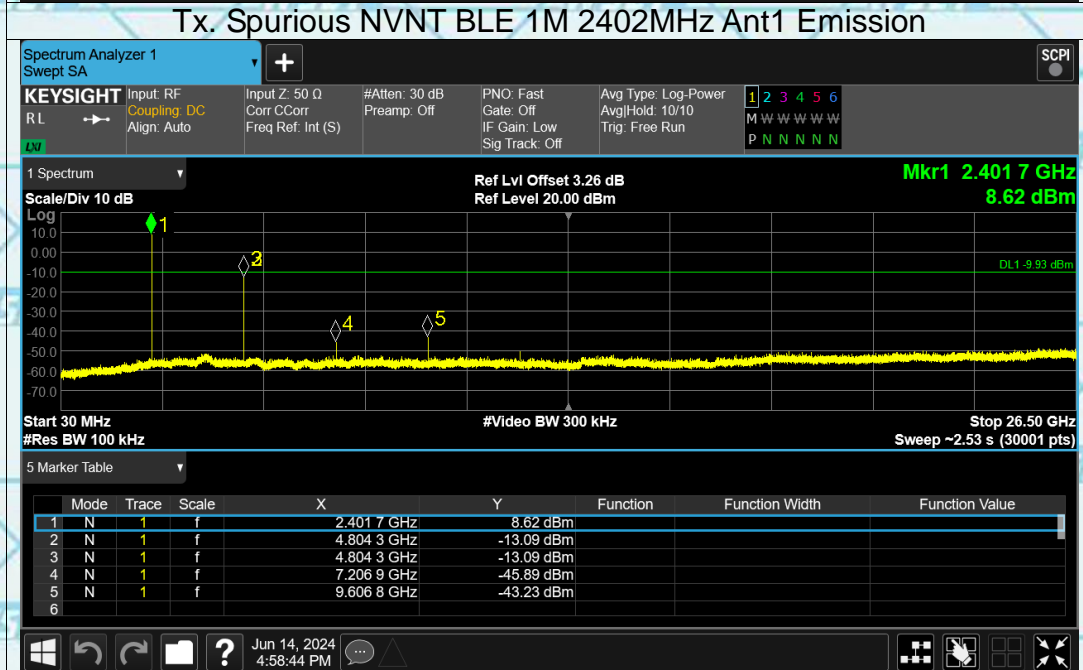 Tx. Spurious NVNT BLE 1M 2402MHz Ant1 Emission
Spectrum Analyzer 1
Swept SA
+
SCPI
KEYSIGHT Input: RF Input Z: 50 Ω #Atten: 30 dB PNO: Fast Avg Type: Log-Power 1 2 3 4 5 6
RL Coupling: DC Corr CCorr Preamp: Off Gate: Off Avg|Hold: 10/10 M W W W W W
Align: Auto Freq Ref: Int (S) IF Gain: Low Trig: Free Run P N N N N N
LXI Sig Track: Off
1 Spectrum Ref Lvl Offset 3.26 dB Mkr1 2.401 7 GHz
Scale/Div 10 dB Ref Level 20.00 dBm 8.62 dBm
Log
1
10.0
0.00
3
2
DL1 -9.93 dBm
-10.0
-20.0
-30.0
4
5
-40.0
-50.0
-60.0
-70.0
Start 30 MHz #Video BW 300 kHz Stop 26.50 GHz
#Res BW 100 kHz Sweep ~2.53 s (30001 pts)
5 Marker Table
Mode Trace Scale X Y Function Function Width Function Value
1 N 1 f 2.401 7 GHz 8.62 dBm
2 N 1 f 4.804 3 GHz -13.09 dBm
3 N 1 f 4.804 3 GHz -13.09 dBm
4 N 1 f 7.206 9 GHz -45.89 dBm
5 N 1 f 9.606 8 GHz -43.23 dBm
6
? Jun 14, 2024
4:58:44 PM